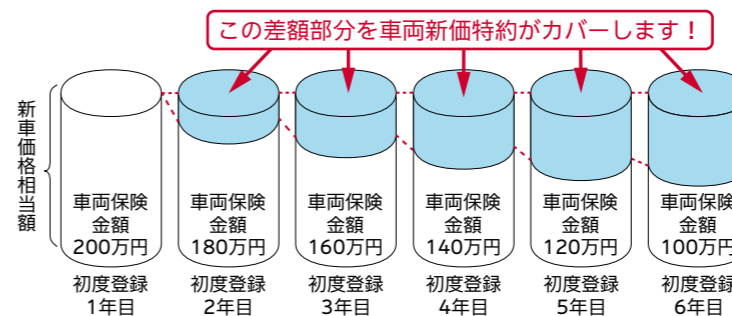 この差額部分を車両新価特約がカバーします！
新車価格相当額
車両保険
金額
200万円
車両保険
金額
180万円
車両保険
金額
160万円
車両保険
金額
140万円
車両保険
金額
120万円
車両保険
金額
100万円
初度登録
1年目
初度登録
2年目
初度登録
3年目
初度登録
4年目
初度登録
5年目
初度登録
6年目